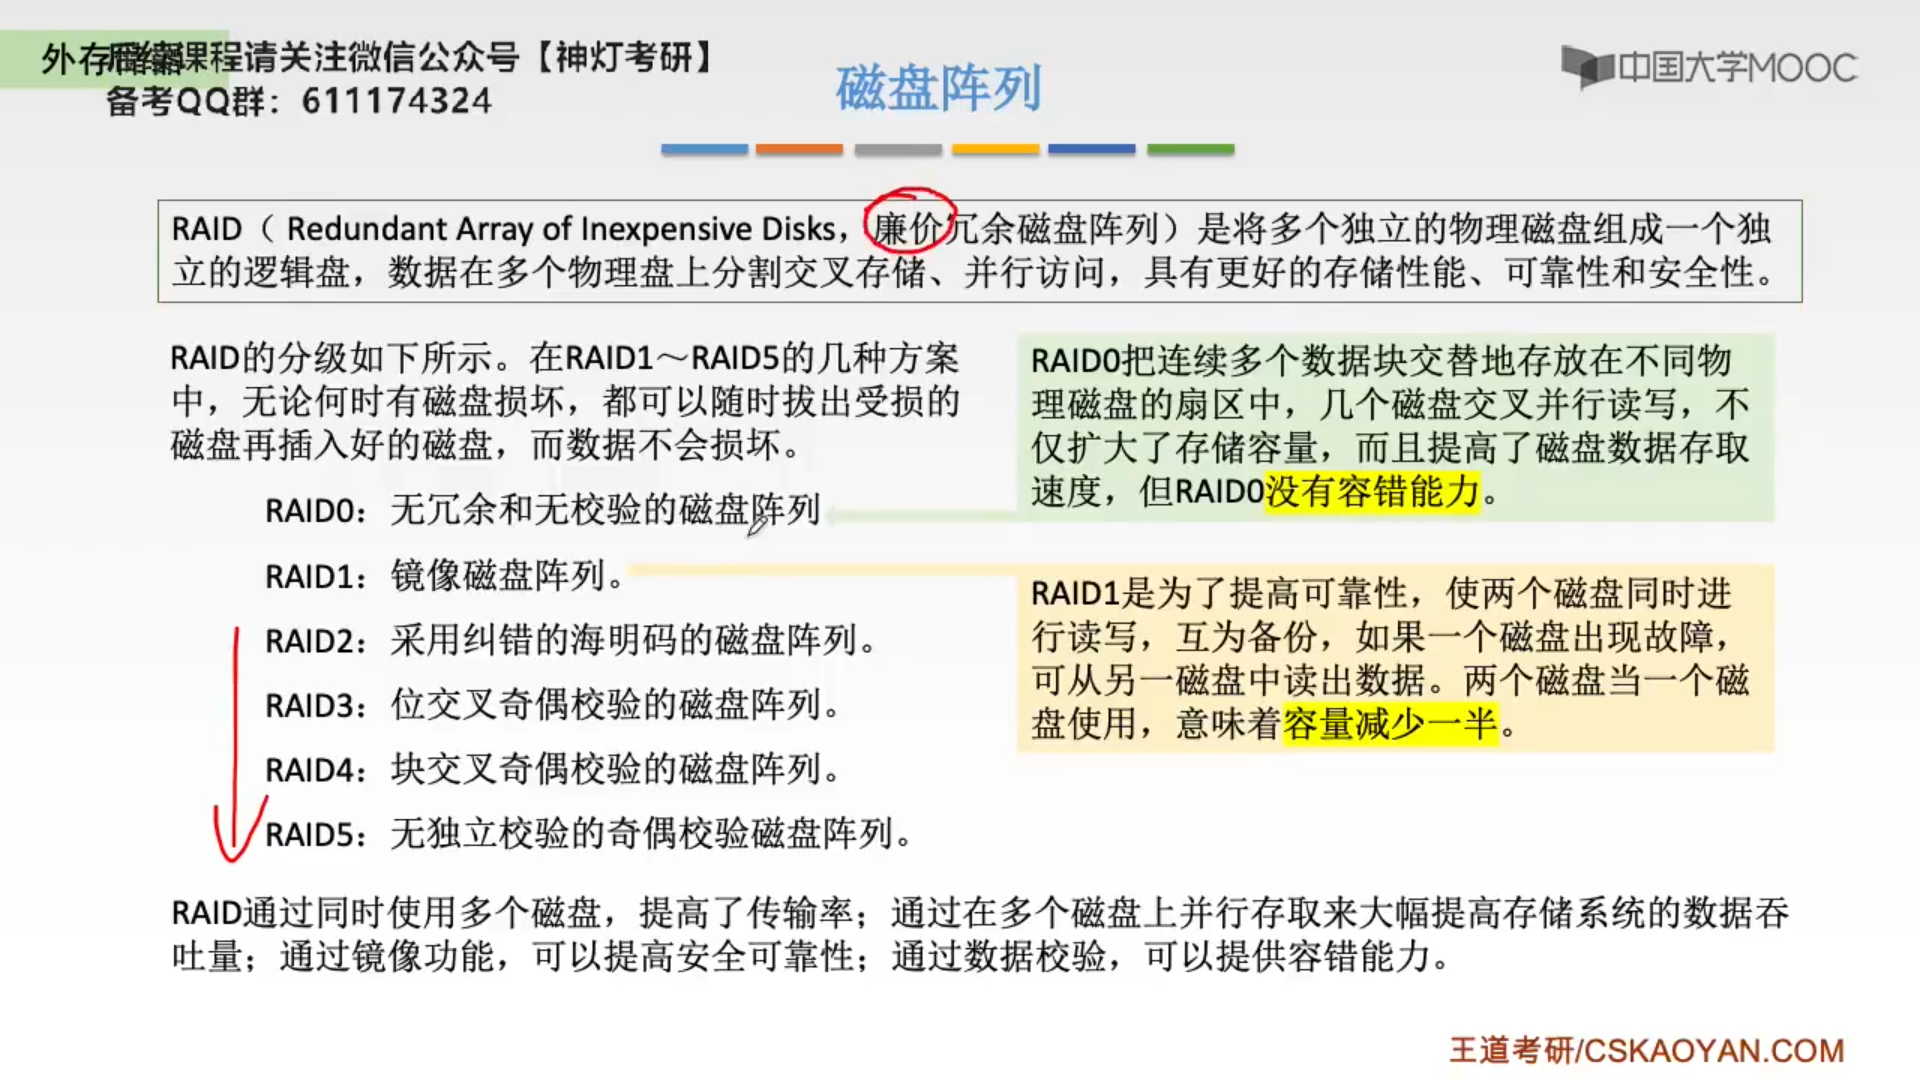 外存储器
课程请关注微信公众号【神灯考研】
备考QQ群：611174324
中国大学MOOC
磁盘阵列
RAID（ Redundant Array of Inexpensive Disks，廉价冗余磁盘阵列）是将多个独立的物理磁盘组成一个独
立的逻辑盘，数据在多个物理盘上分割交叉存储、并行访问，具有更好的存储性能、可靠性和安全性。
RAID的分级如下所示。在RAID1～RAID5的几种方案
中，无论何时有磁盘损坏，都可以随时拔出受损的
磁盘再插入好的磁盘，而数据不会损坏。
RAID0：无冗余和无校验的磁盘阵列
RAID1：镜像磁盘阵列。
RAID2：采用纠错的海明码的磁盘阵列。
RAID3：位交叉奇偶校验的磁盘阵列。
RAID4：块交叉奇偶校验的磁盘阵列。
RAID5：无独立校验的奇偶校验磁盘阵列。
RAID0把连续多个数据块交替地存放在不同物
理磁盘的扇区中，几个磁盘交叉并行读写，不
仅扩大了存储容量，而且提高了磁盘数据存取
速度，但RAID0没有容错能力。
RAID1是为了提高可靠性，使两个磁盘同时进
行读写，互为备份，如果一个磁盘出现故障，
可从另一磁盘中读出数据。两个磁盘当一个磁
盘使用，意味着容量减少一半。
RAID通过同时使用多个磁盘，提高了传输率；通过在多个磁盘上并行存取来大幅提高存储系统的数据吞
吐量；通过镜像功能，可以提高安全可靠性；通过数据校验，可以提供容错能力。
王道考研/CSKAOYAN.COM